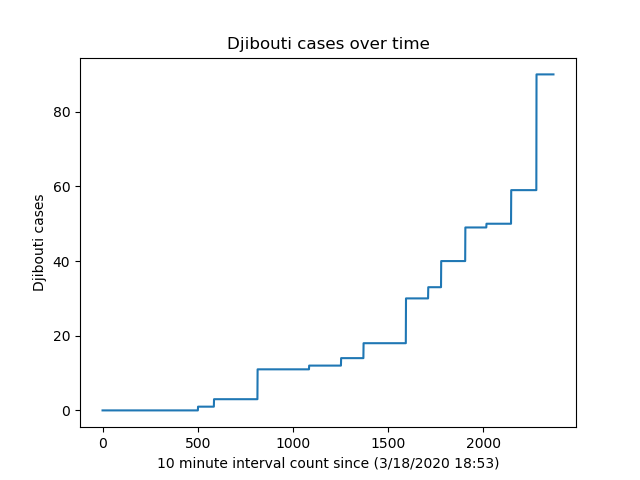 Djibouti cases over time
Djibouti cases
80
60
40
20
0
0 500 1000 1500 2000
10 minute interval count since (3/18/2020 18:53)